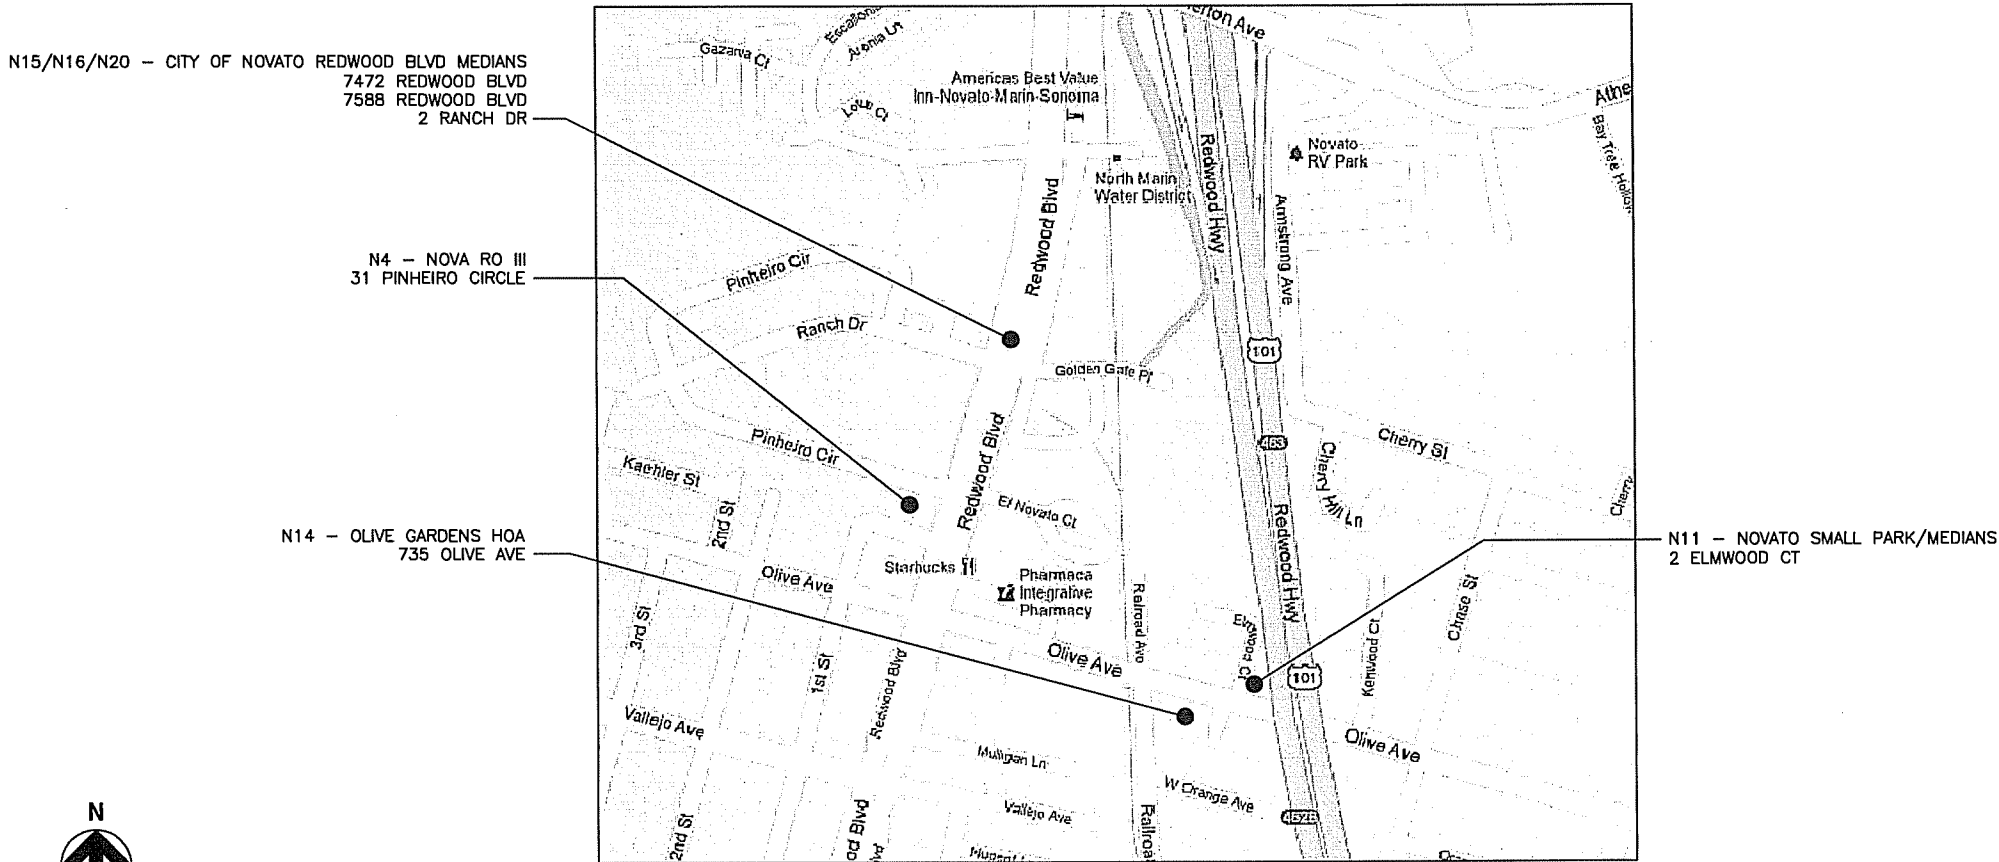 N15/N16/N20 – CITY OF NOVATO REDWOOD BLVD MEDIANS
7472 REDWOOD BLVD
7588 REDWOOD BLVD
2 RANCH DR
N4 – NOVA RO III
31 PINHEIRO CIRCLE
N14 – OLIVE GARDENS HOA
735 OLIVE AVE
N11 – NOVATO SMALL PARK/MEDIANS
2 ELMWOOD CT
N
Gazania Ct
Aronia Ln
Americas Best Value
Inn-Novato-Marin-Sonoma
Redwood Hwy
Novato
RV Park
North Marin
Water District
Redwood Blvd
Armstrong Ave
Pinheiro Cir
Ranch Dr
101
Golden Gate Pl
Redwood Blvd
Pinheiro Cir
463
Cherry St
Cherry Hill Ln
Cherry
Kaehler St
2nd St
El Novato Ct
Redwood Hwy
Starbucks
Olive Ave
Pharmaca
Integrative
Pharmacy
Railroad Ave
3rd St
Chase St
Kenwood Ct
Elmwood Ct
Olive Ave
1st St
Redwood Blvd
101
Vallejo Ave
Olive Ave
Mulligan Ln
W Orange Ave
Vallejo Ave
2nd St